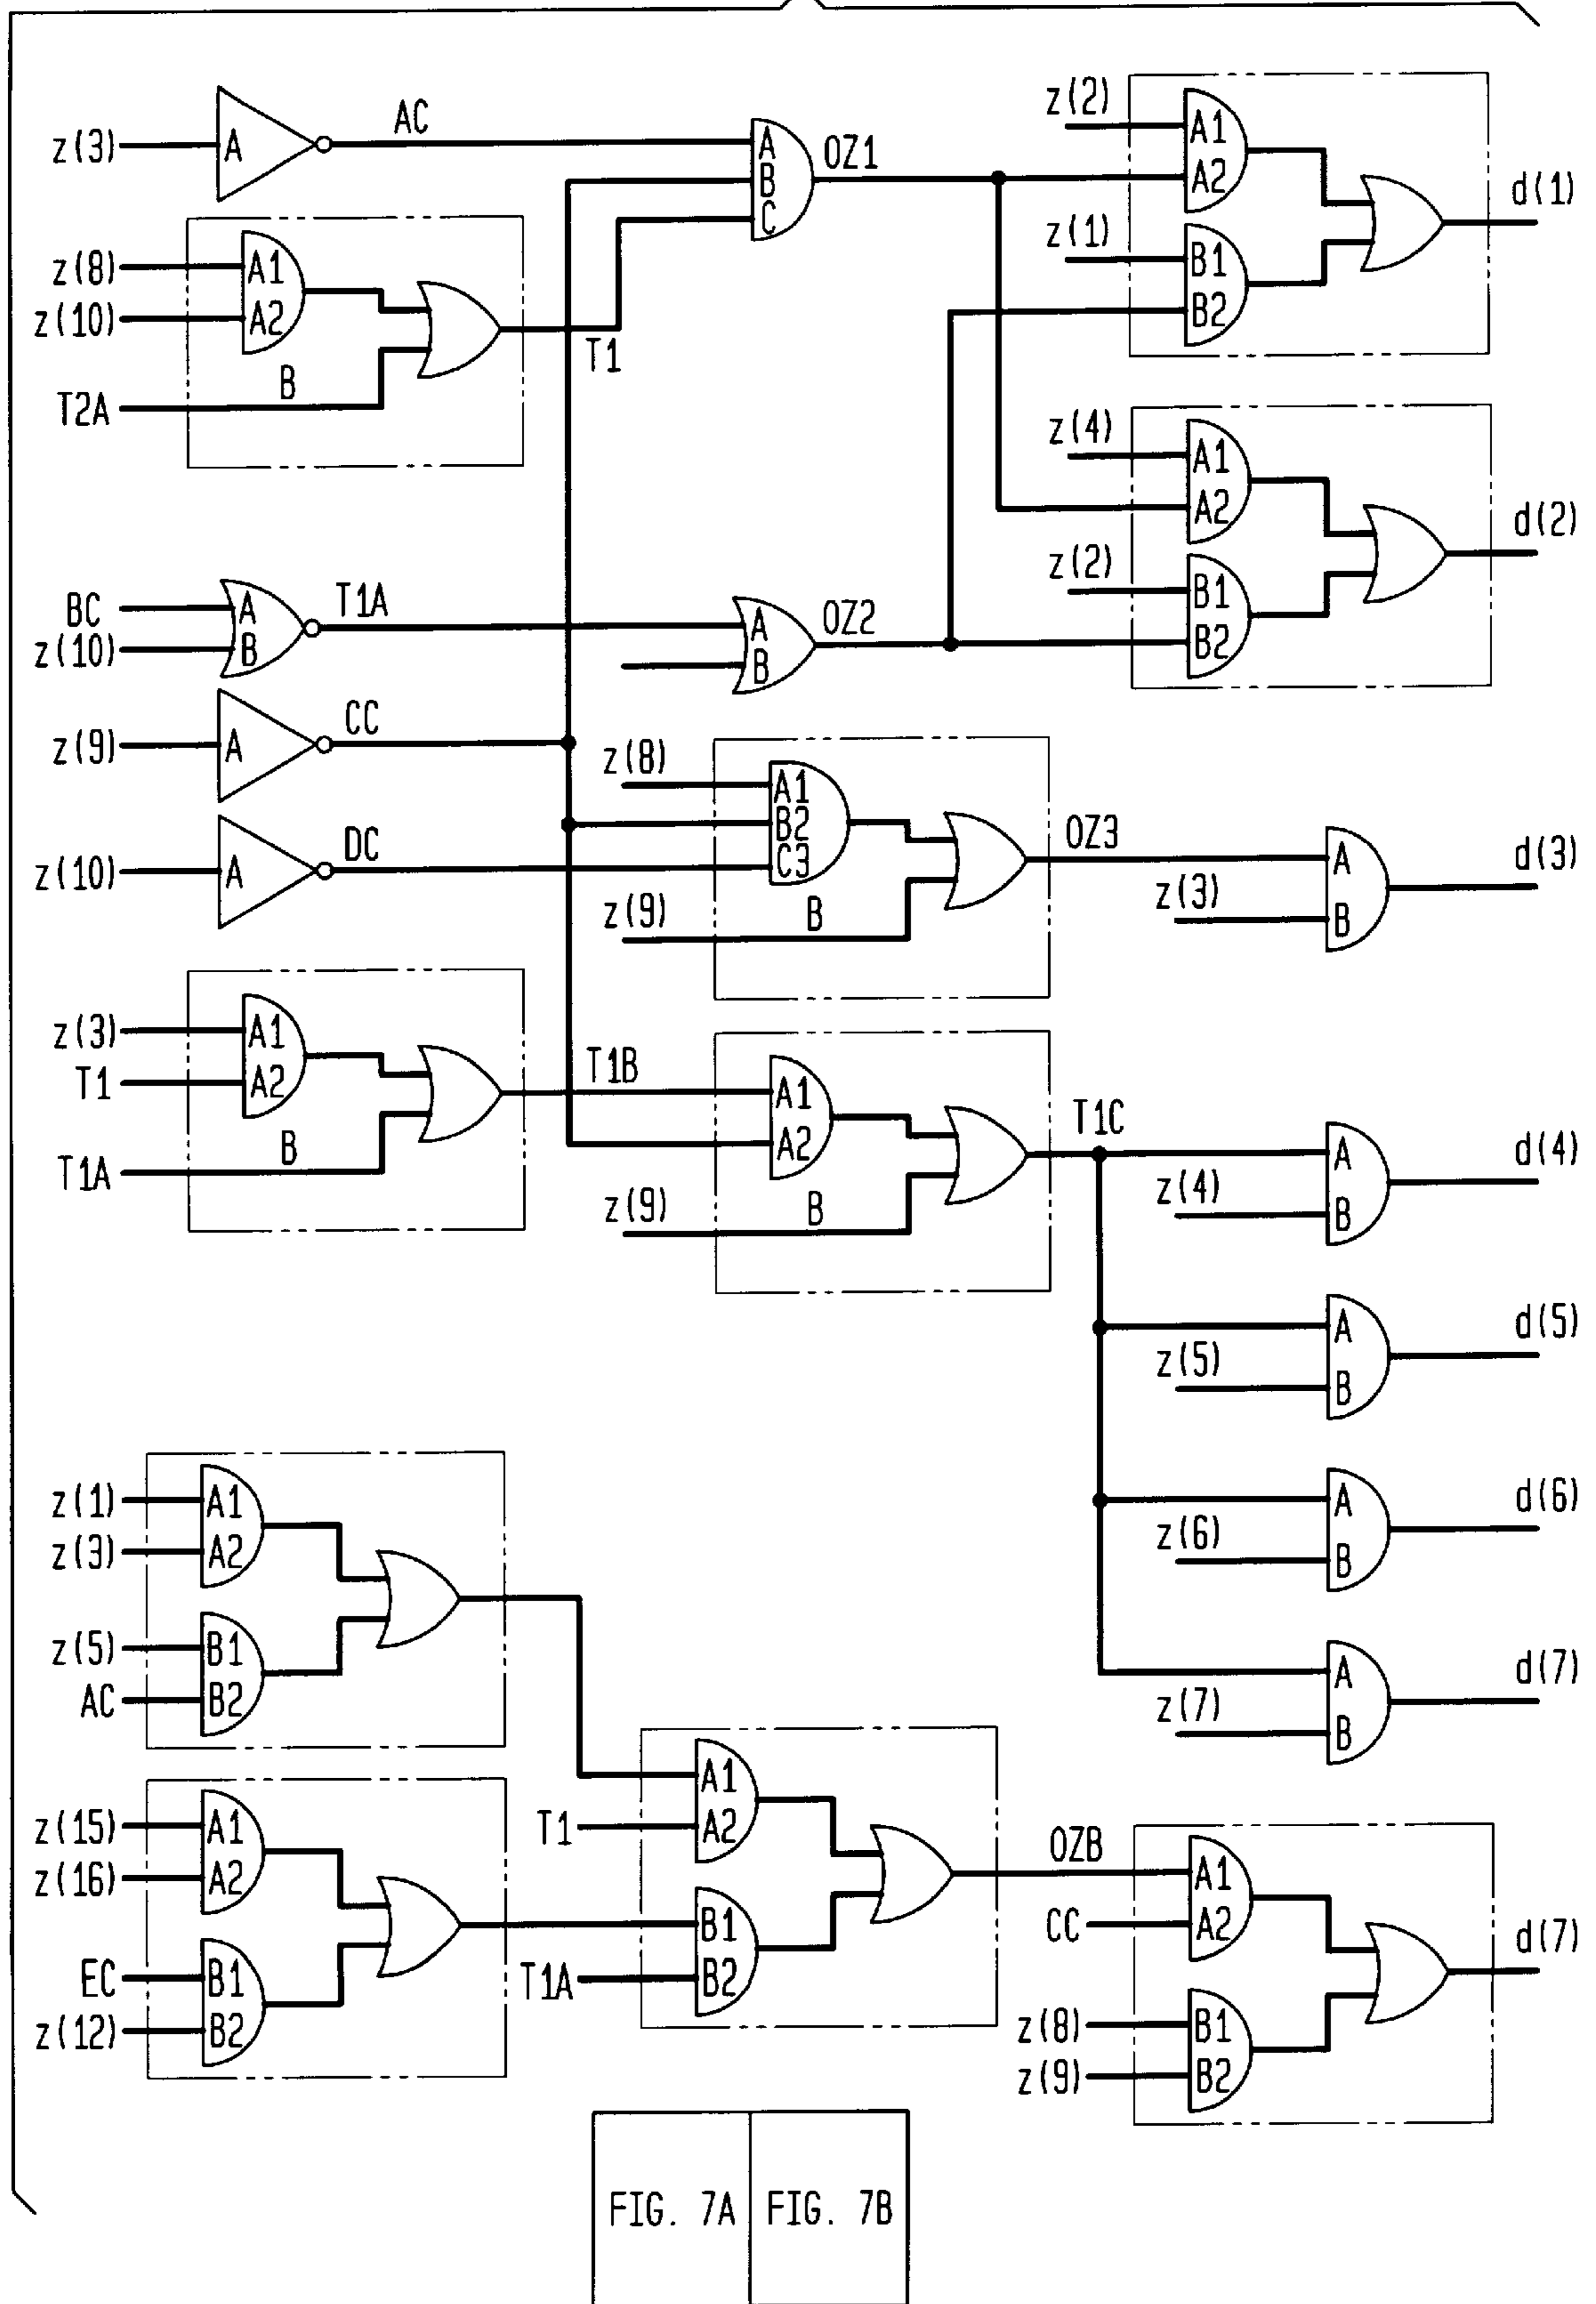 z(3) A AC A B C OZ1 z(2) A1 A2 z(1) B1 B2 d(1)
z(8) A1
z(10) A2
T2A B T1
z(4) A1 A2 z(2) B1 B2 d(2)
BC A T1A A OZ2
z(10) B B
z(9) A CC
z(8) A1 B2 C3 OZ3 A d(3)
z(10) A DC
z(9) B z(3) B
z(3) A1
T1 A2 T1B A1 A2 T1C A d(4)
T1A B z(9) B z(4) B
A d(5)
z(5) B
z(1) A1 A d(6)
z(3) A2 z(6) B
z(5) B1 A d(7)
AC B2 z(7) B
z(15) A1 A1
z(16) A2 T1 A2 OZB A1 CC A2 d(7)
EC B1 B1
z(12) B2 T1A B2 z(8) B1
z(9) B2
FIG. 7A FIG. 7B